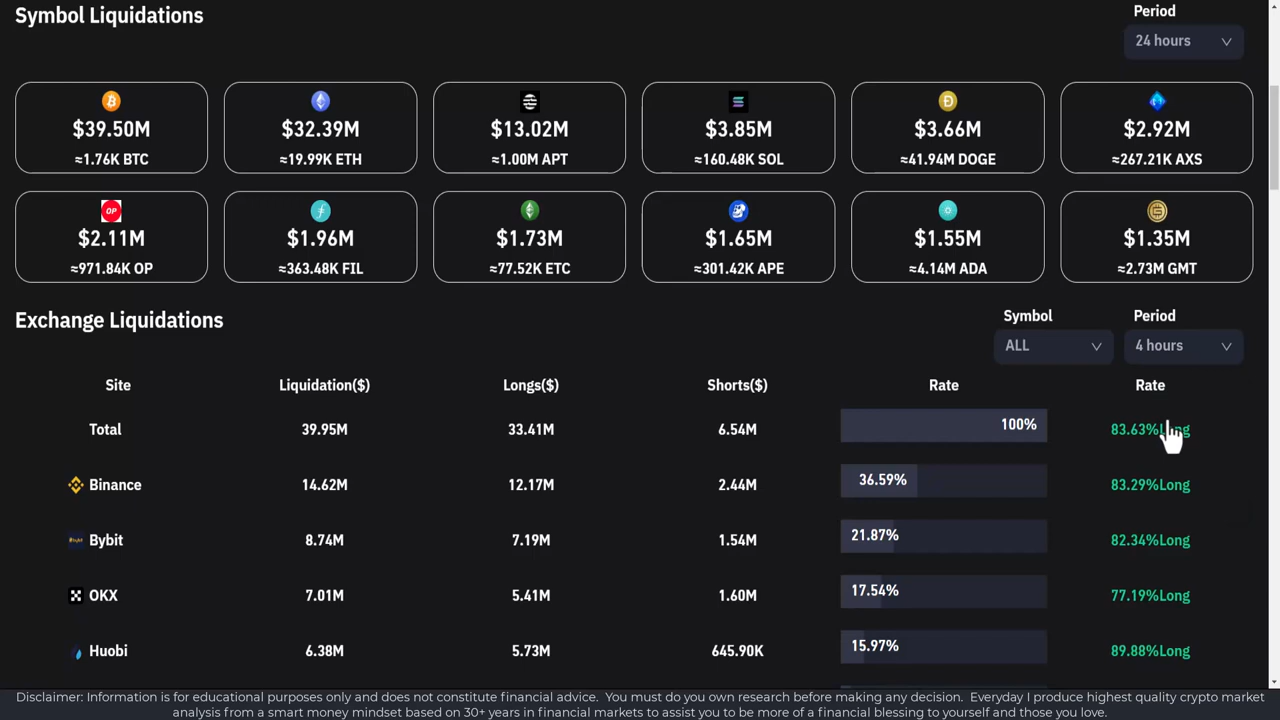 Symbol Liquidations
Period
24 hours
$39.50M
≈1.76K BTC
$32.39M
≈19.99K ETH
$13.02M
≈1.00M APT
$3.85M
≈160.48K SOL
$3.66M
≈41.94M DOGE
$2.92M
≈267.21K AXS
OP
$2.11M
≈971.84K OP
$1.96M
≈363.48K FIL
$1.73M
≈77.52K ETC
$1.65M
≈301.42K APE
$1.55M
≈4.14M ADA
$1.35M
≈2.73M GMT
Exchange Liquidations
Symbol
ALL
Period
4 hours
Site Liquidation($) Longs($) Shorts($) Rate Rate
Total 39.95M 33.41M 6.54M 100% 83.63%Long
Binance 14.62M 12.17M 2.44M 36.59% 83.29%Long
Bybit 8.74M 7.19M 1.54M 21.87% 82.34%Long
OKX 7.01M 5.41M 1.60M 17.54% 77.19%Long
Huobi 6.38M 5.73M 645.90K 15.97% 89.88%Long
Disclaimer: Information is for educational purposes only and does not constitute financial advice. You must do you own research before making any decision. Everyday I produce highest quality crypto market
analysis from a smart money mindset based on 30+ years in financial markets to assist you to be more of a financial blessing to yourself and those you love.